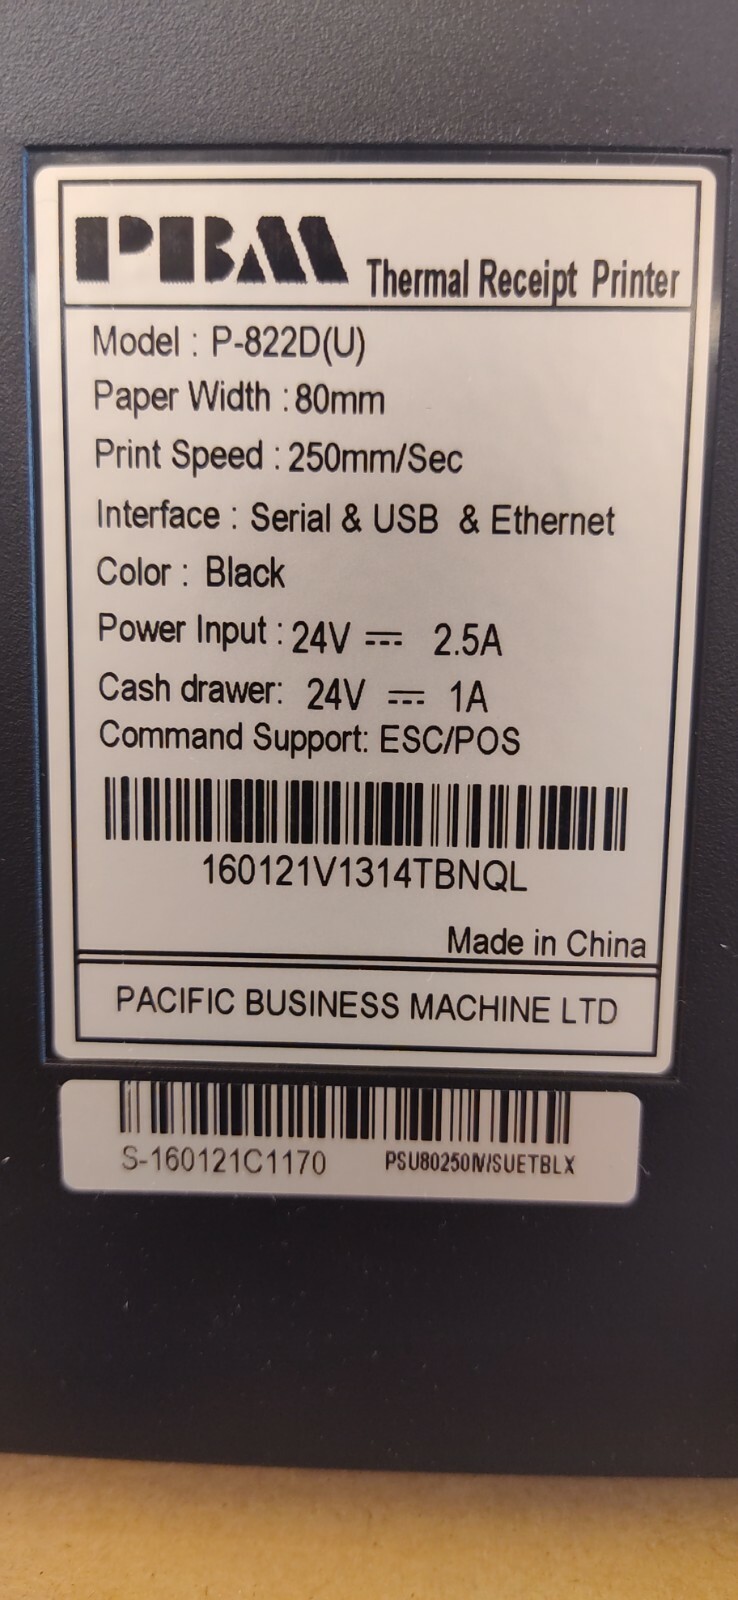 PBM Thermal Receipt Printer
Model : P-822D(U)
Paper Width : 80mm
Print Speed : 250mm/Sec
Interface : Serial & USB & Ethernet
Color : Black
Power Input : 24V ⎓ 2.5A
Cash drawer: 24V ⎓ 1A
Command Support: ESC/POS
160121V1314TBNQL
Made in China
PACIFIC BUSINESS MACHINE LTD
S-160121C1170 PSU80250IV/SUETBLX